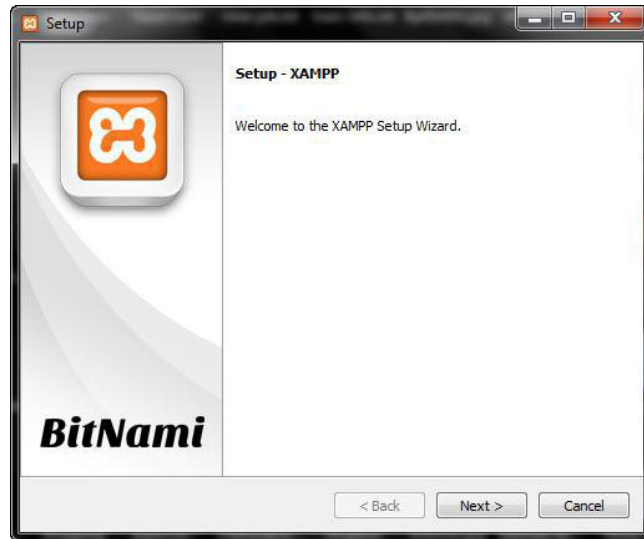 Setup
Setup - XAMPP
Welcome to the XAMPP Setup Wizard.
BitNami
< Back
Next >
Cancel